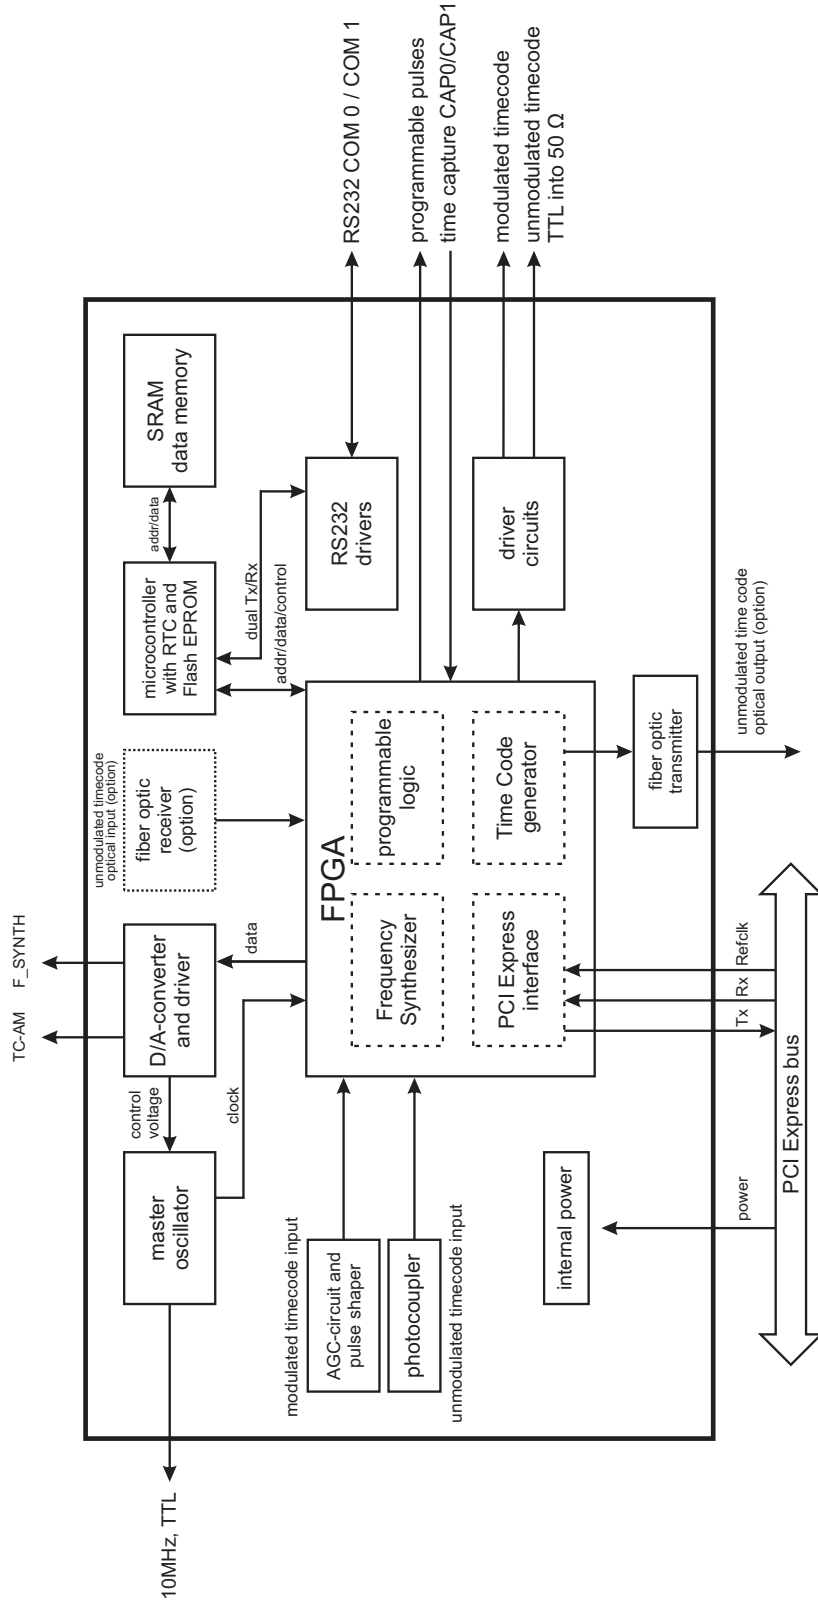 TC-AM
F_SYNTH
10MHz, TTL
master
oscillator
control
voltage
D/A-converter
and driver
unmodulated timecode
optical input (option)
fiber optic
receiver
(option)
microcontroller
with RTC and
Flash EPROM
addr/data
SRAM
data memory
clock
data
dual Tx/Rx
addr/data/control
modulated timecode input
AGC-circuit and
pulse shaper
photocoupler
unmodulated timecode input
FPGA
Frequency
Synthesizer
programmable
logic
PCI Express
interface
Time Code
generator
RS232
drivers
RS232 COM 0 / COM 1
programmable pulses
time capture CAP0/CAP1
driver
circuits
modulated timecode
unmodulated timecode
TTL into 50 Ω
internal power
fiber optic
transmitter
power
Tx
Rx
Refclk
unmodulated time code
optical output (option)
PCI Express bus